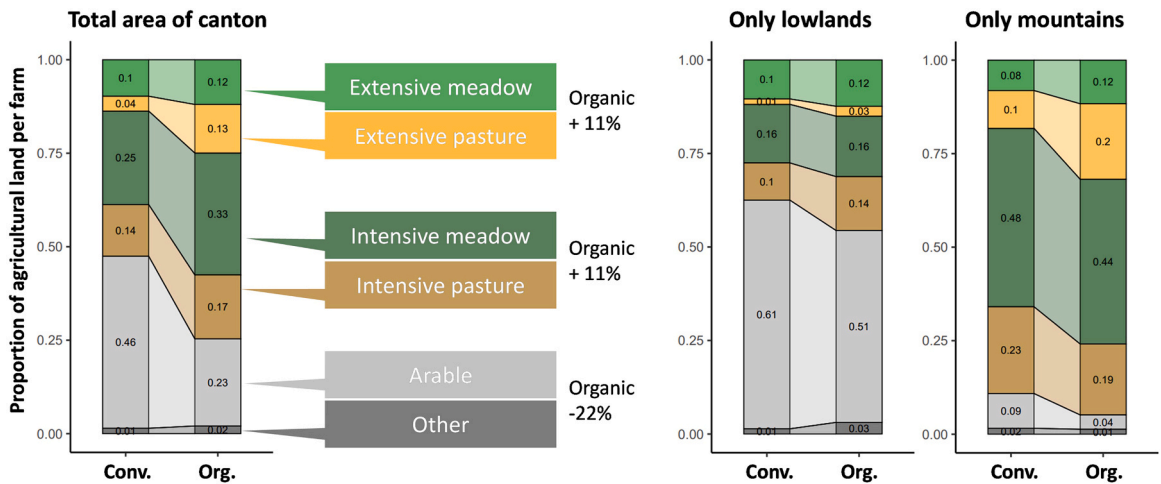 Total area of canton
Only lowlands
Only mountains
Proportion of agricultural land per farm
1.00
0.75
0.50
0.25
0.00
0.1
0.04
0.25
0.14
0.46
0.01
0.12
0.13
0.33
0.17
0.23
0.02
Conv.
Org.
Extensive meadow
Extensive pasture
Organic
+ 11%
Intensive meadow
Intensive pasture
Organic
+ 11%
Arable
Other
Organic
-22%
1.00
0.75
0.50
0.25
0.00
0.1
0.01
0.16
0.1
0.61
0.01
0.12
0.03
0.16
0.14
0.51
0.03
Conv.
Org.
1.00
0.75
0.50
0.25
0.00
0.08
0.1
0.48
0.23
0.09
0.02
0.12
0.2
0.44
0.19
0.04
0.01
Conv.
Org.